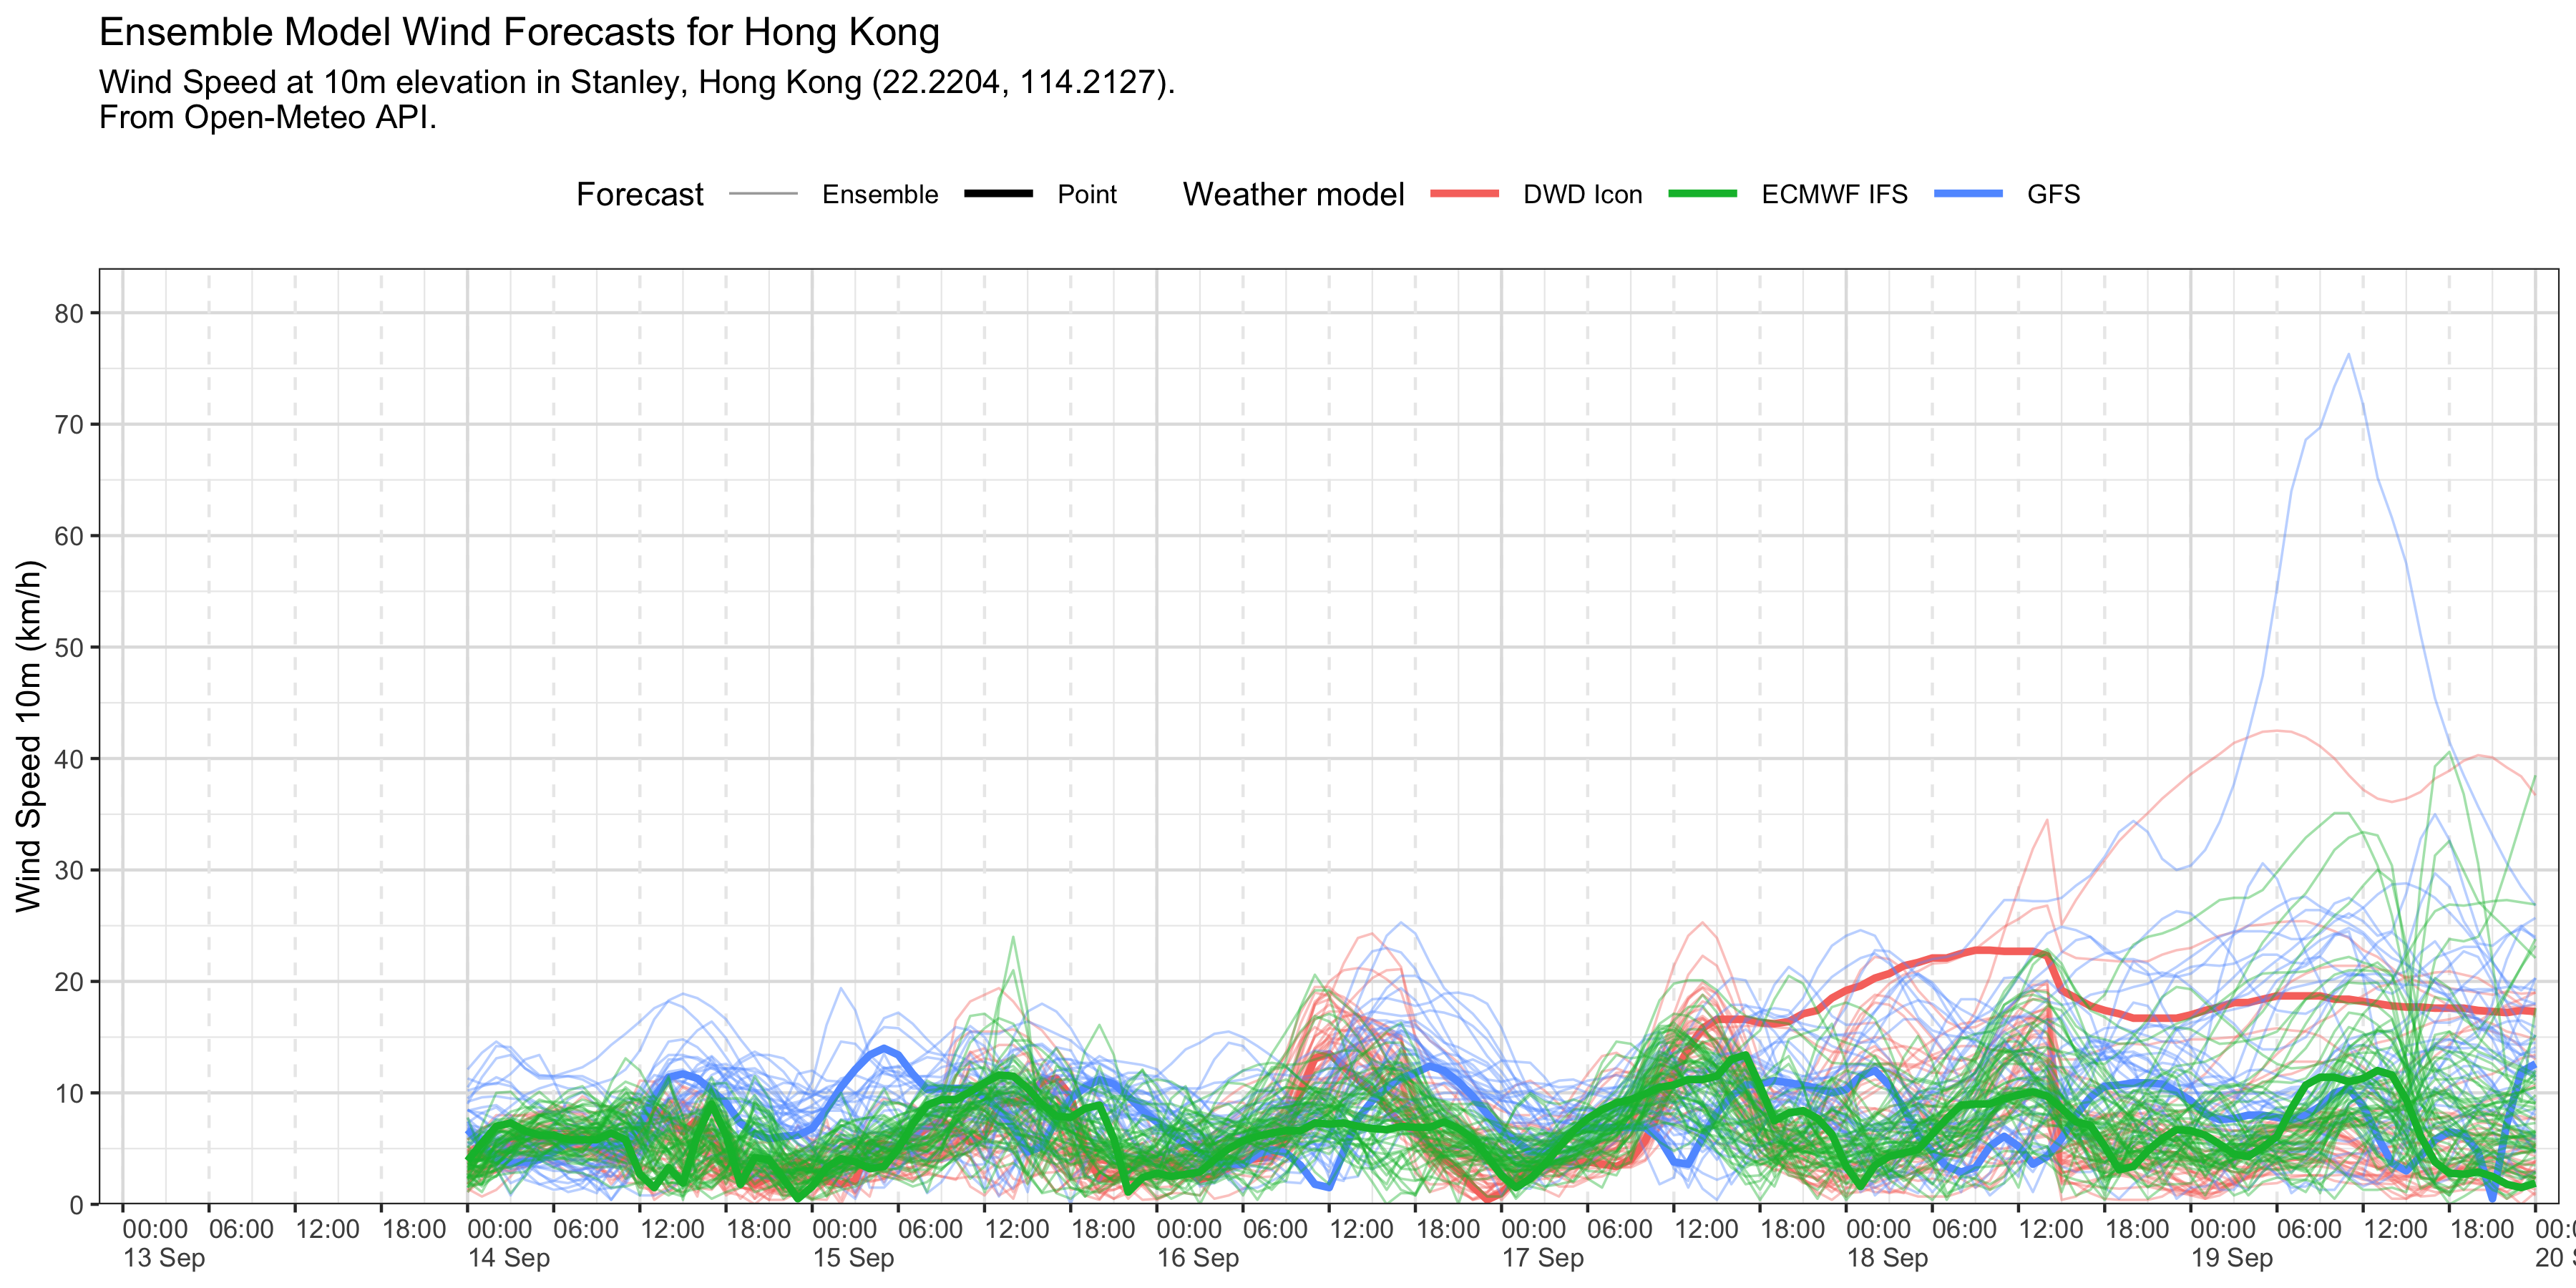 Ensemble Model Wind Forecasts for Hong Kong
Wind Speed at 10m elevation in Stanley, Hong Kong (22.2204, 114.2127).
From Open-Meteo API.
Forecast Ensemble Point Weather model DWD Icon ECMWF IFS GFS
Wind Speed 10m (km/h)
80
70
60
50
40
30
20
10
0
00:00 06:00 12:00 18:00 00:00 06:00 12:00 18:00 00:00 06:00 12:00 18:00 00:00 06:00 12:00 18:00 00:00 06:00 12:00 18:00 00:00 06:00 12:00 18:00 00:00 06:00 12:00 18:00
13 Sep 14 Sep 15 Sep 16 Sep 17 Sep 18 Sep 19 Sep 20